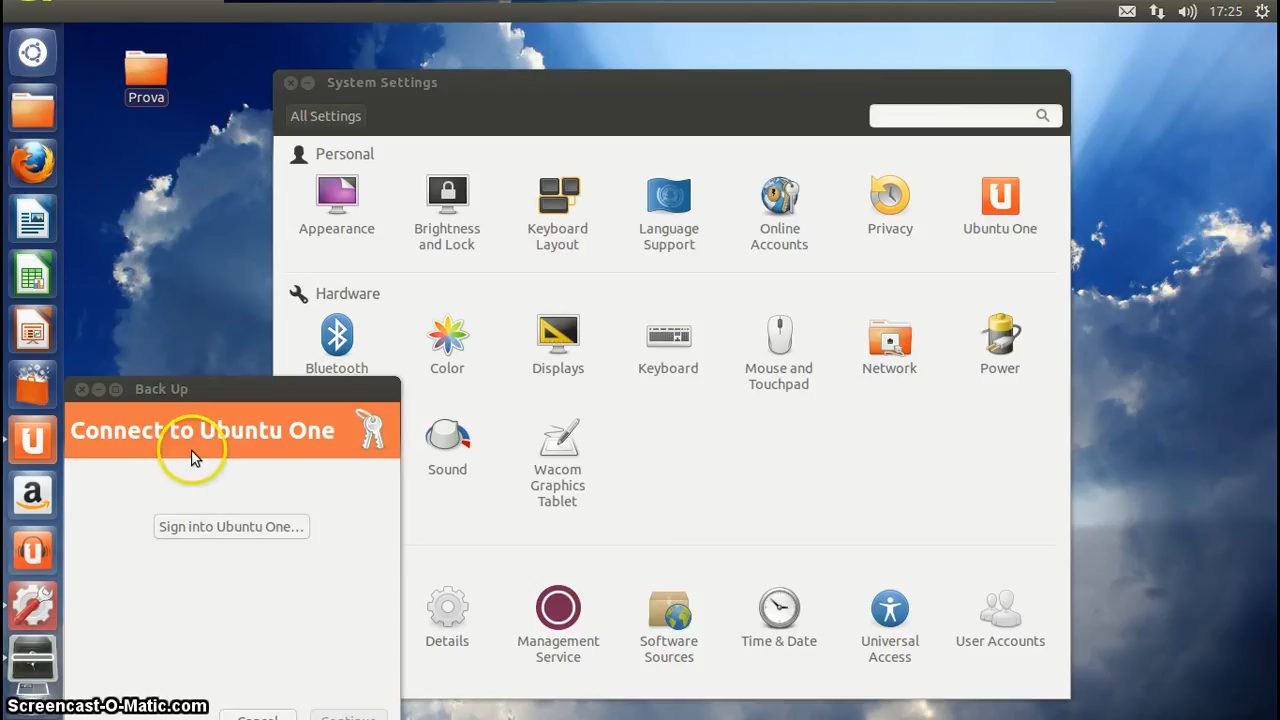 17:25
Prova
System Settings
All Settings
Personal
Appearance
Brightness
and Lock
Keyboard
Layout
Language
Support
Online
Accounts
Privacy
Ubuntu One
Hardware
Bluetooth
Color
Displays
Keyboard
Mouse and
Touchpad
Network
Power
Sound
Wacom
Graphics
Tablet
Details
Management
Service
Software
Sources
Time & Date
Universal
Access
User Accounts
Back Up
Connect to Ubuntu One
Sign into Ubuntu One...
Cancel
Continue
Screencast-O-Matic.com